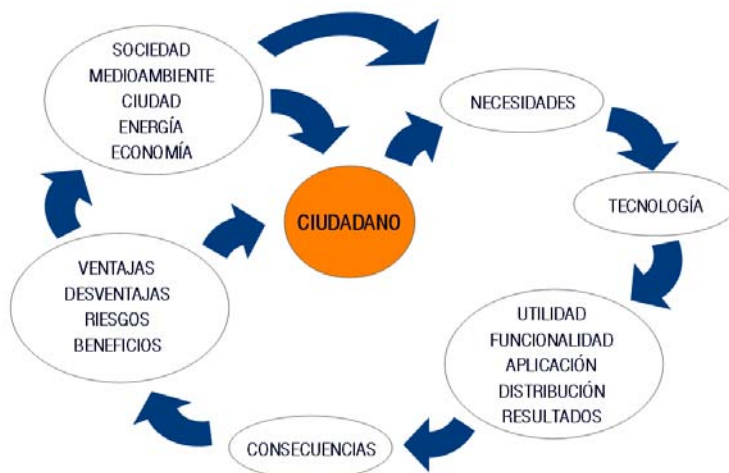 SOCIEDAD
MEDIOAMBIENTE
CIUDAD
ENERGÍA
ECONOMÍA
NECESIDADES
TECNOLOGÍA
CIUDADANO
VENTAJAS
DESVENTAJAS
RIESGOS
BENEFICIOS
UTILIDAD
FUNCIONALIDAD
APLICACIÓN
DISTRIBUCIÓN
RESULTADOS
CONSECUENCIAS